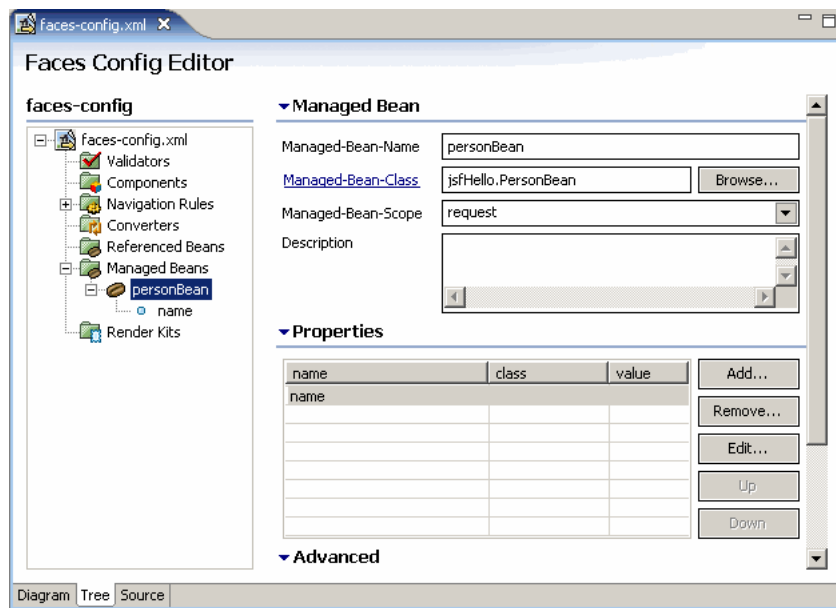 faces-config.xml
Faces Config Editor
faces-config
faces-config.xml
Validators
Components
Navigation Rules
Converters
Referenced Beans
Managed Beans
personBean
name
Render Kits
Managed Bean
Managed-Bean-Name personBean
Managed-Bean-Class jsfHello.PersonBean Browse...
Managed-Bean-Scope request
Description
Properties
name class value
name
Add...
Remove...
Edit...
Up
Down
Advanced
Diagram Tree Source